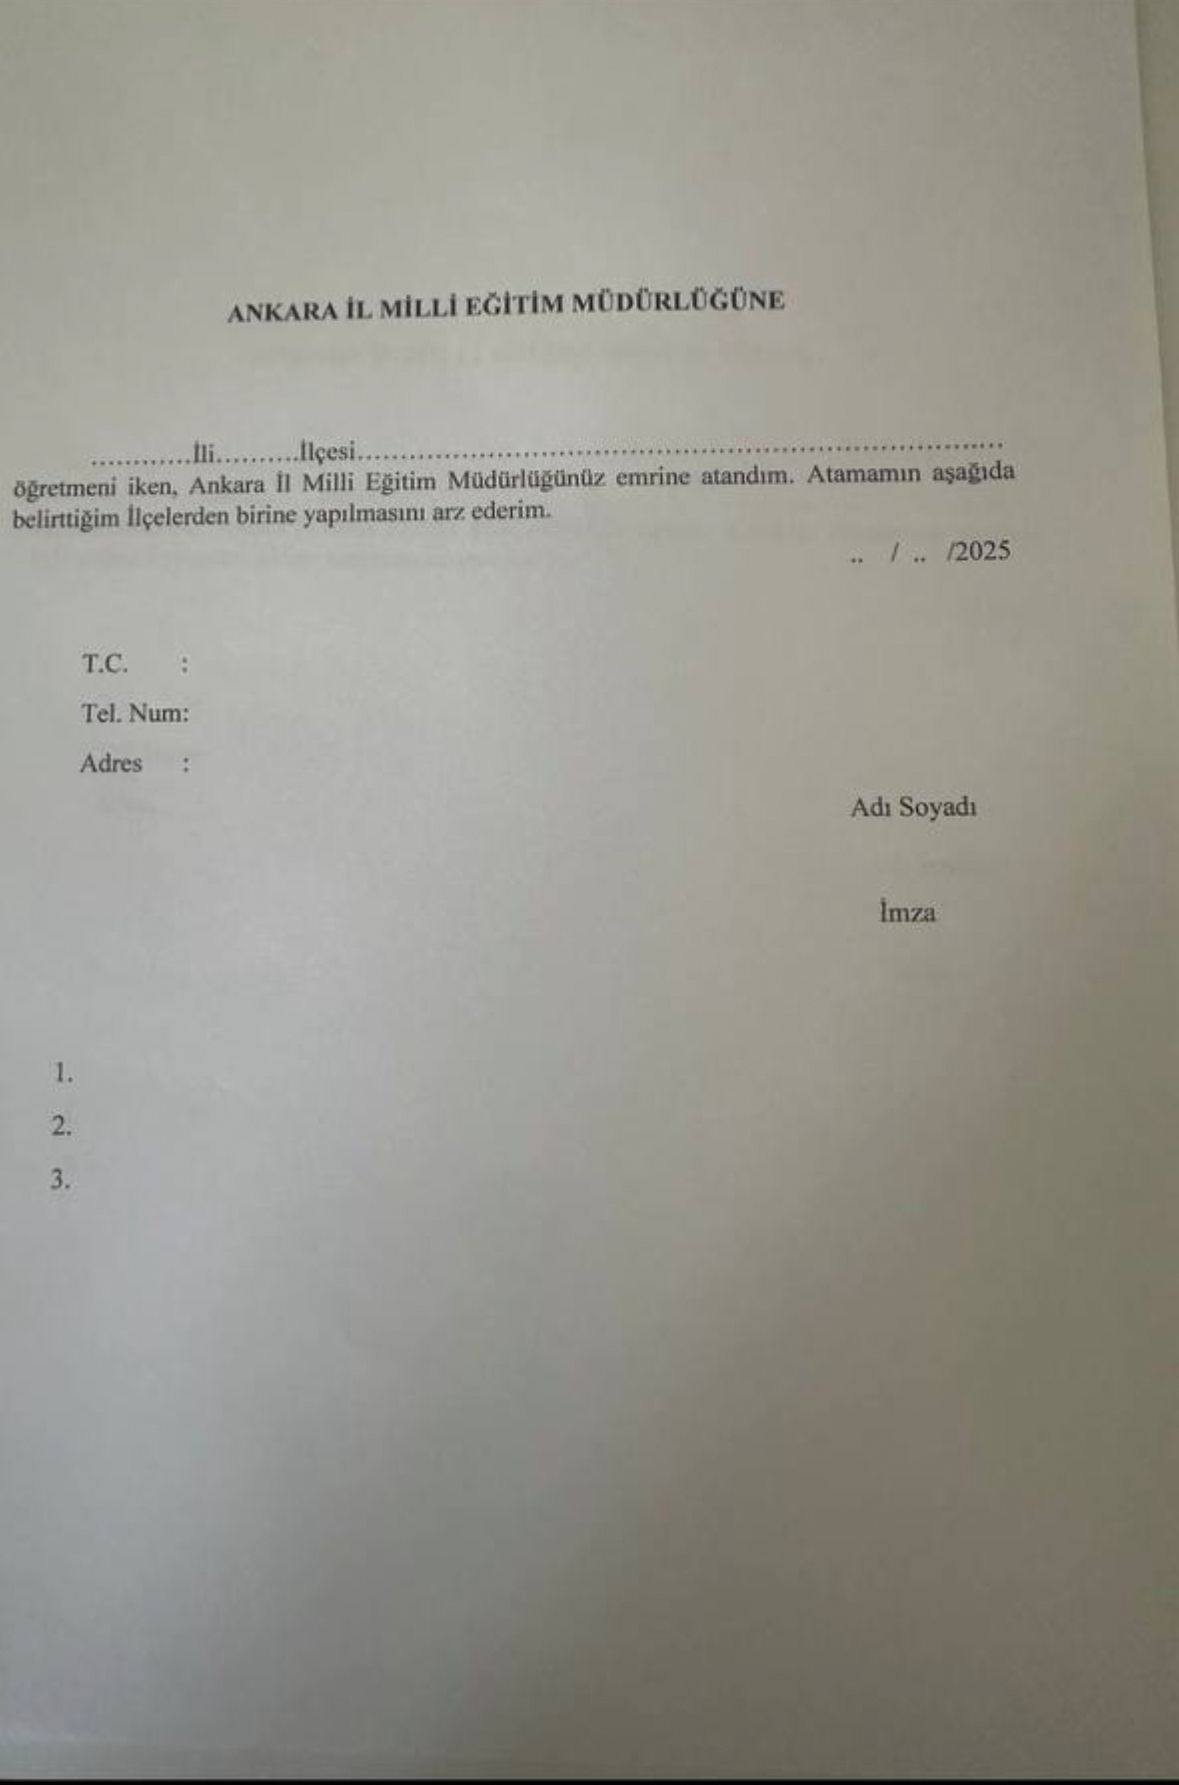 ANKARA İL MİLLİ EĞİTİM MÜDÜRLÜĞÜNE
............İli..........İlçesi................................................................................
öğretmeni iken, Ankara İl Milli Eğitim Müdürlüğünüz emrine atandım. Atamamın aşağıda
belirttiğim İlçelerden birine yapılmasını arz ederim.
.. / .. /2025
T.C. :
Tel. Num:
Adres :
Adı Soyadı
İmza
1.
2.
3.